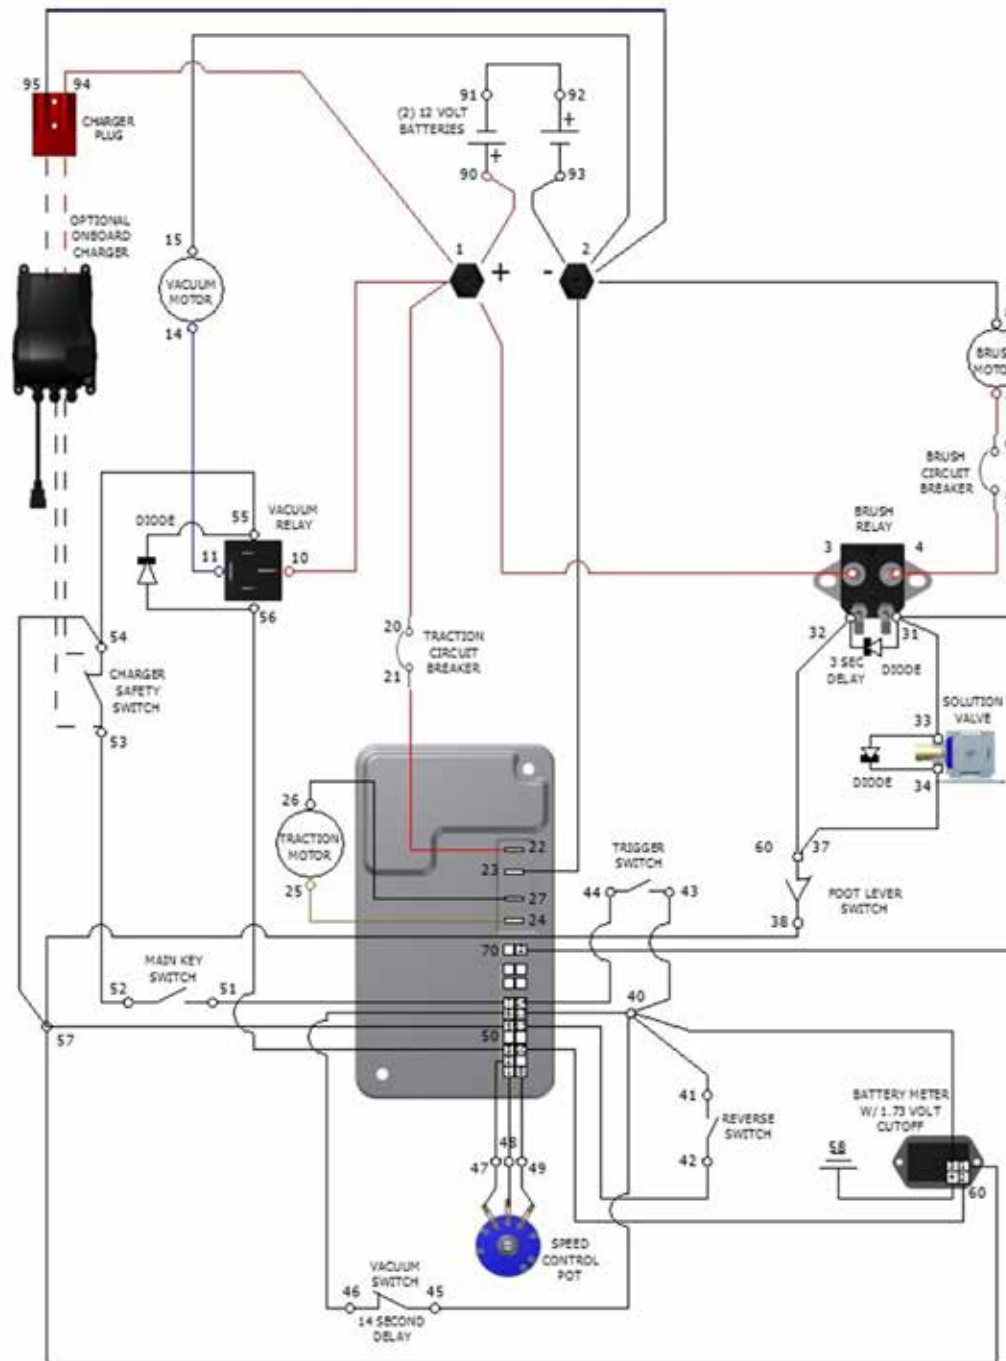 95 94
CHARGER
PLUG
91 92
(2) 12 VOLT
BATTERIES
+
+
90 93
OPTIONAL
ONBOARD
CHARGER
15
VACUUM
MOTOR
14
1 2
+ -
BRUS
MOTO
BRUSH
CIRCUIT
BREAKER
BRUSH
RELAY
3 4
DIODE
55
VACUUM
RELAY
11 10
56
54
CHARGER
SAFETY
SWITCH
53
20
TRACTION
CIRCUIT
BREAKER
21
32 31
3 SEC
DELAY
DIODE
SOLUTION
VALVE
33
DIODE
34
26
TRACTION
MOTOR
25
22
23
27
24
70
50
TRIGGER
SWITCH
44 43
60 37
FOOT LEVER
SWITCH
38
MAIN KEY
SWITCH
52 51
57
40
41
REVERSE
SWITCH
42
BATTERY METER
W/ 1.73 VOLT
CUTOFF
58
60
48
47 49
SPEED
CONTROL
POT
VACUUM
SWITCH
46 45
14 SECOND
DELAY